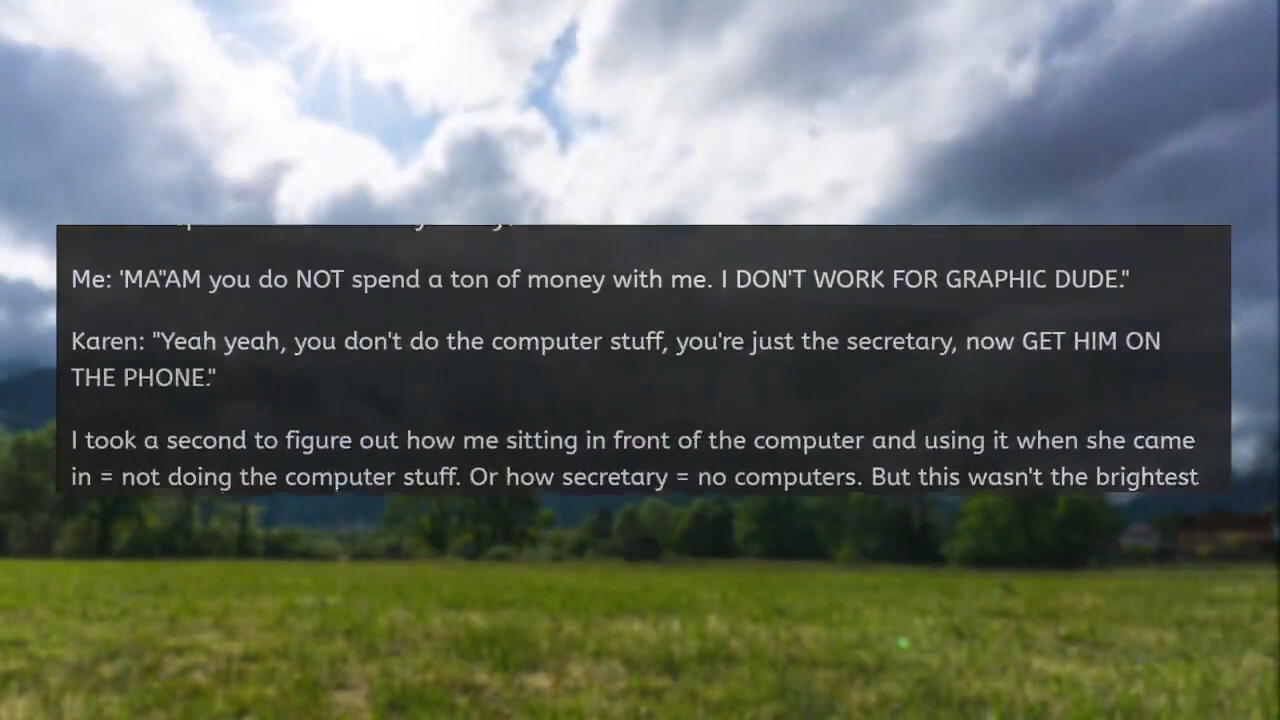 Me: 'MA"AM you do NOT spend a ton of money with me. I DON'T WORK FOR GRAPHIC DUDE."
Karen: "Yeah yeah, you don't do the computer stuff, you're just the secretary, now GET HIM ON
THE PHONE."
I took a second to figure out how me sitting in front of the computer and using it when she came
in = not doing the computer stuff. Or how secretary = no computers. But this wasn't the brightest